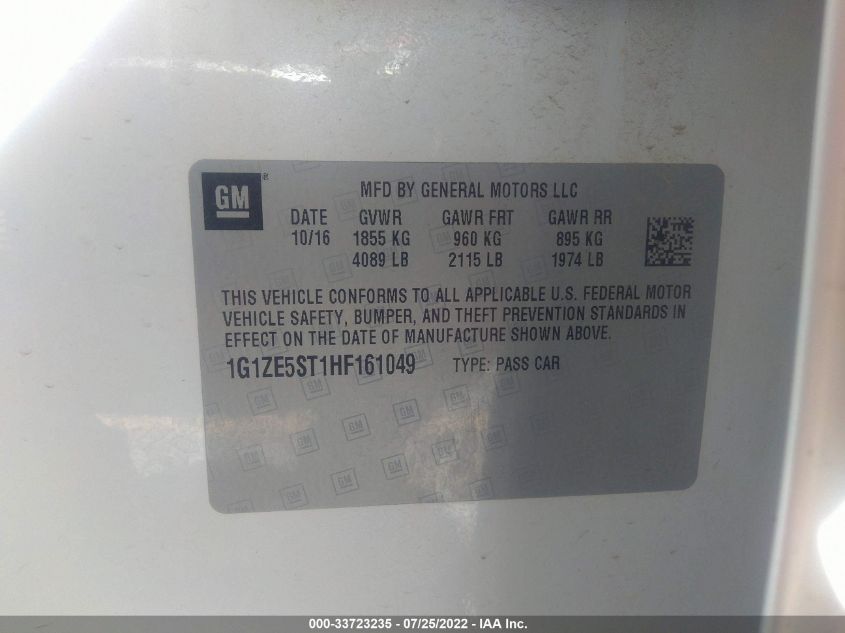 GM ®
MFD BY GENERAL MOTORS LLC
DATE GVWR GAWR FRT GAWR RR
10/16 1855 KG 960 KG 895 KG
4089 LB 2115 LB 1974 LB
THIS VEHICLE CONFORMS TO ALL APPLICABLE U.S. FEDERAL MOTOR
VEHICLE SAFETY, BUMPER, AND THEFT PREVENTION STANDARDS IN
EFFECT ON THE DATE OF MANUFACTURE SHOWN ABOVE.
1G1ZE5ST1HF161049 TYPE: PASS CAR
000-33723235 - 07/25/2022 - IAA Inc.